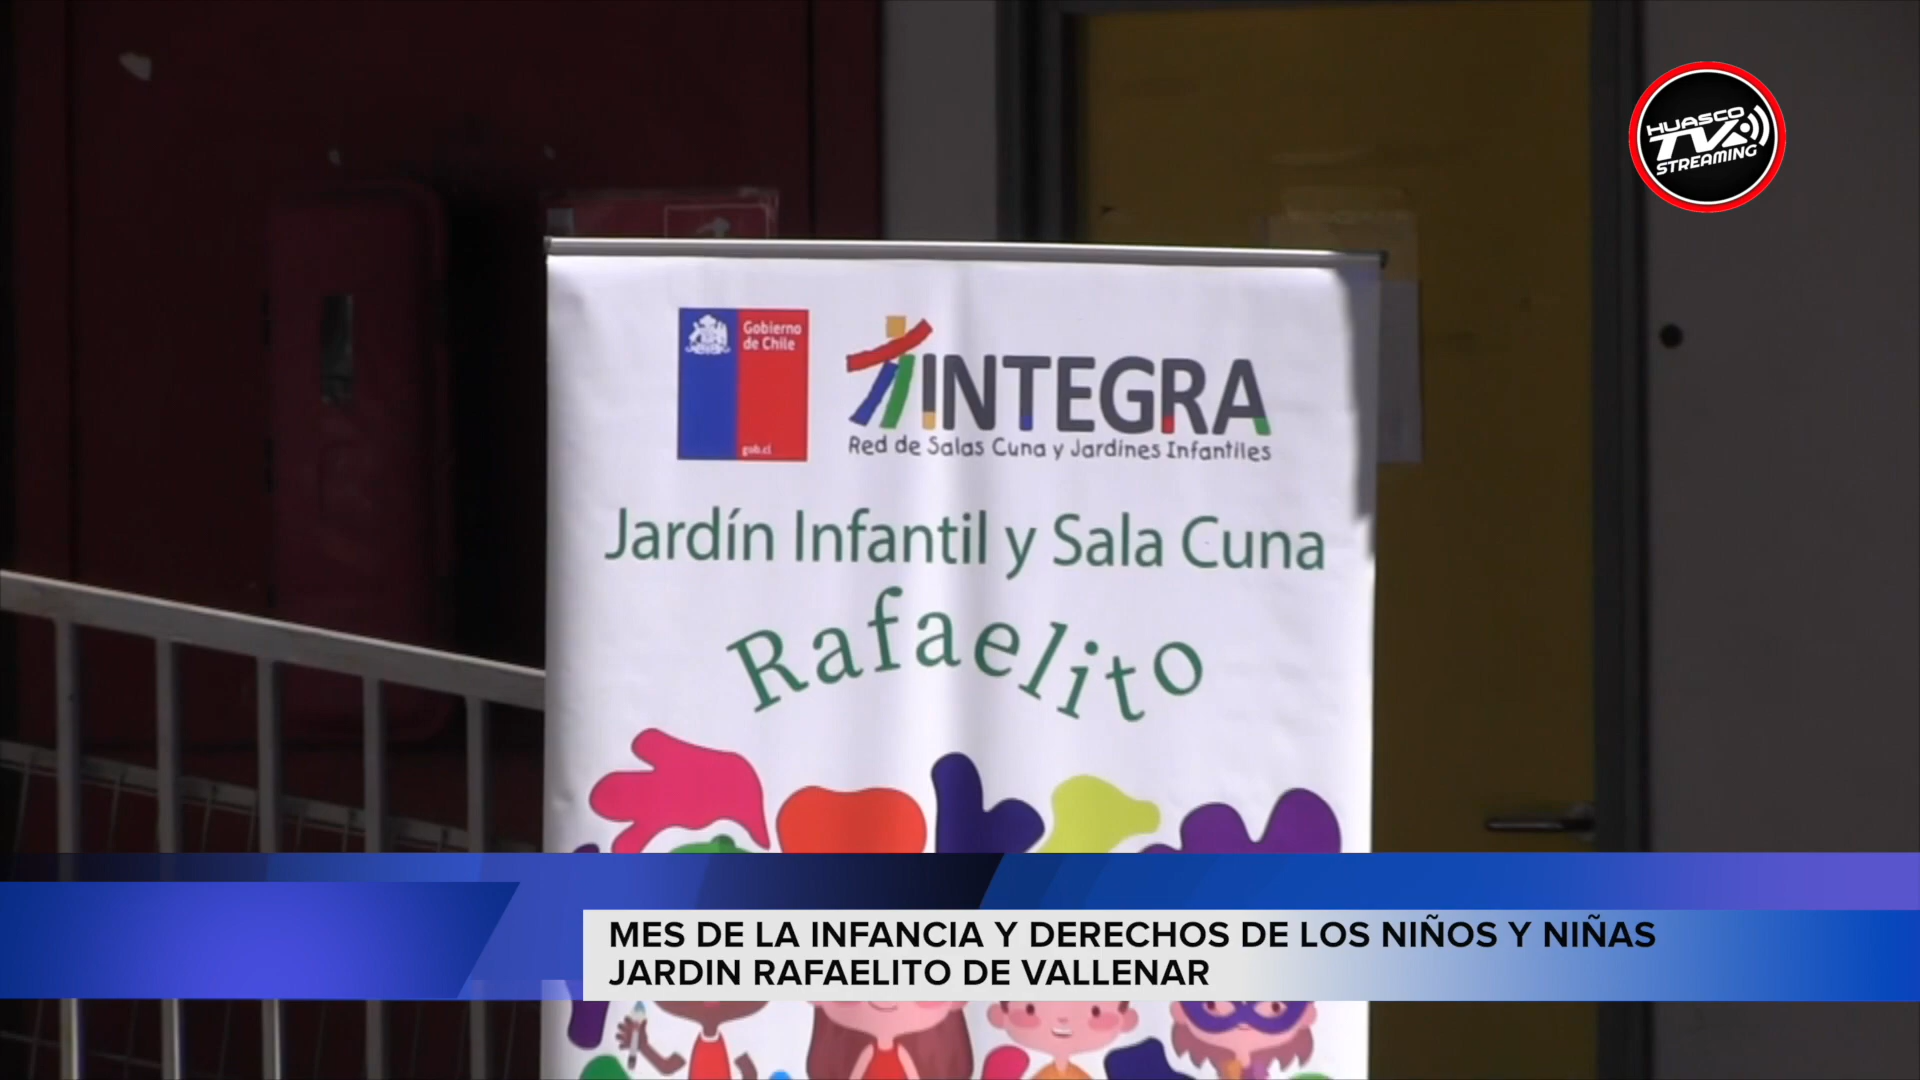 HUASCO
TV
STREAMING
Gobierno
de Chile
gob.cl
INTEGRA
Red de Salas Cuna y Jardines Infantiles
Jardín Infantil y Sala Cuna
Rafaelito
MES DE LA INFANCIA Y DERECHOS DE LOS NIÑOS Y NIÑAS
JARDIN RAFAELITO DE VALLENAR